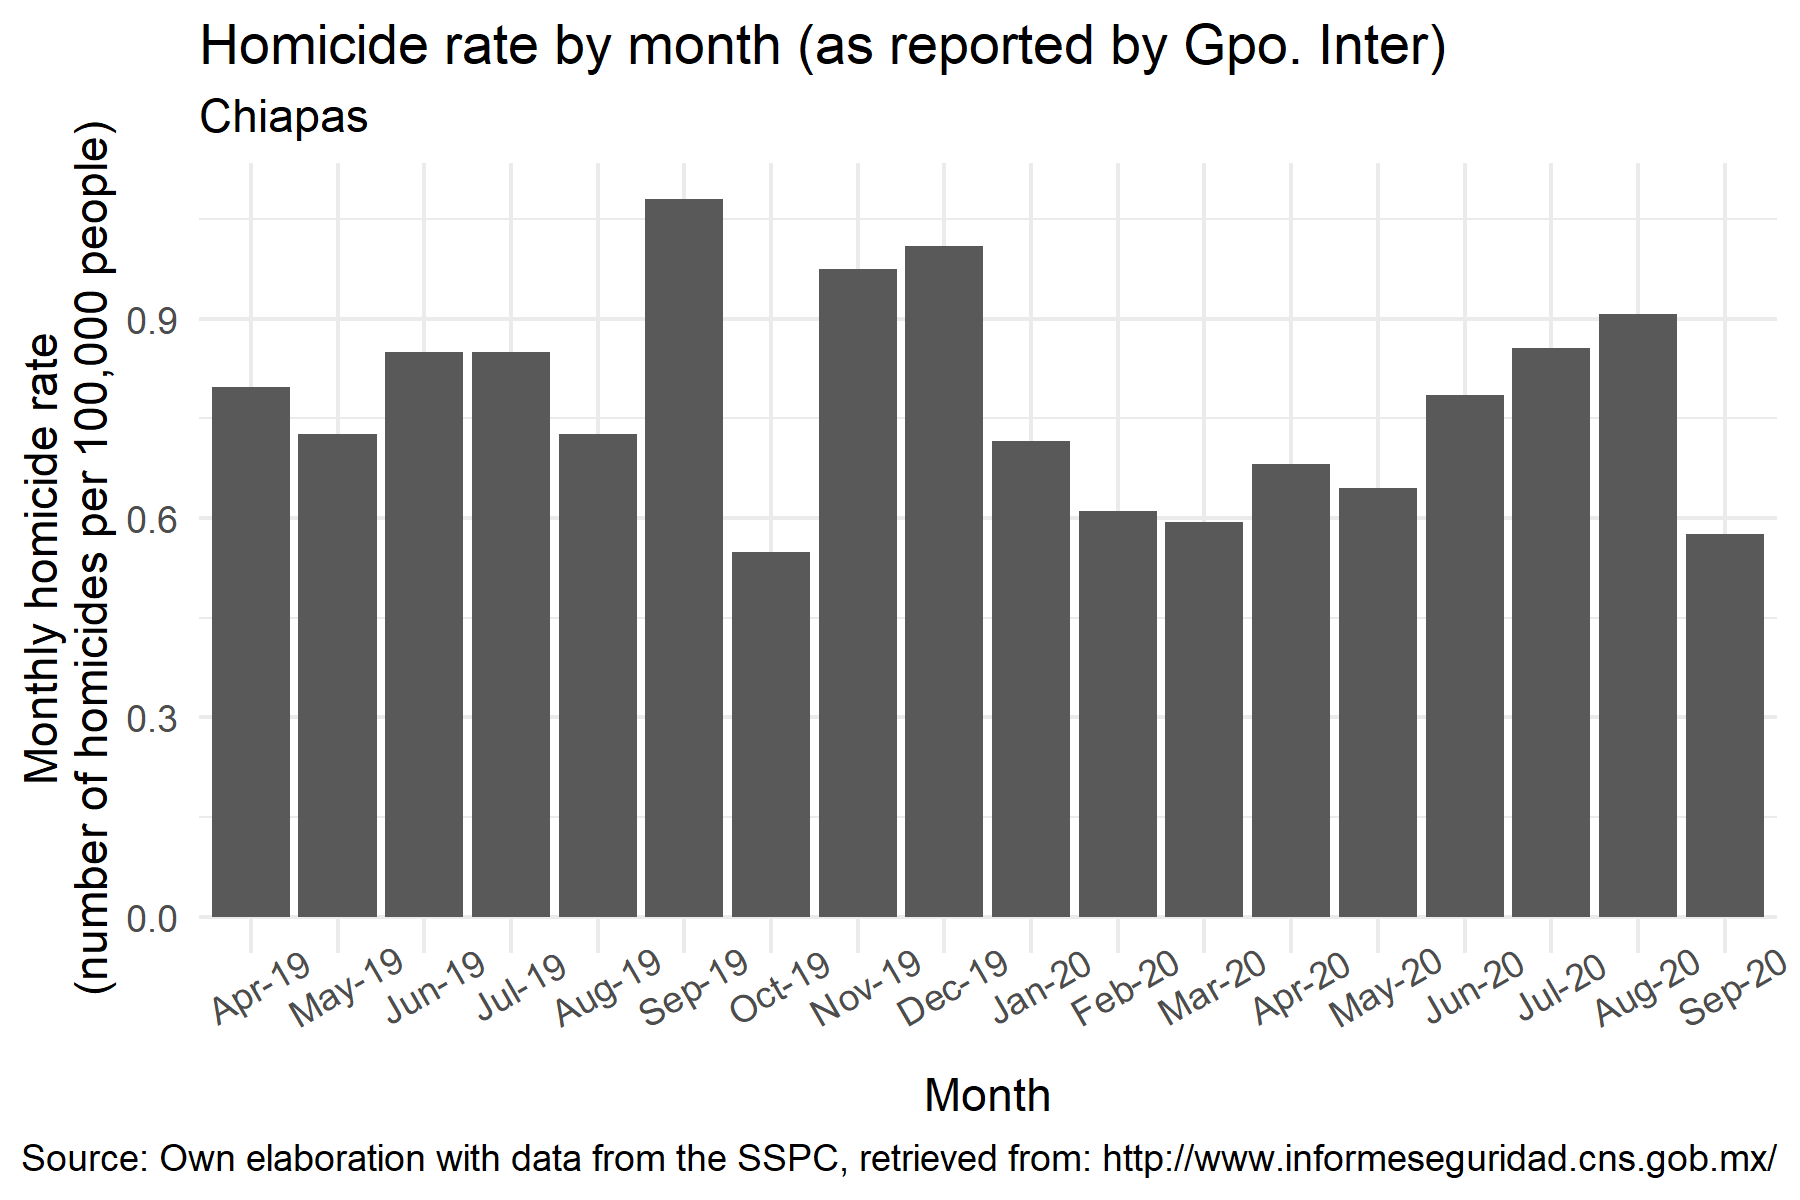 Homicide rate by month (as reported by Gpo. Inter)
Chiapas
Monthly homicide rate
(number of homicides per 100,000 people)
0.9
0.6
0.3
0.0
Apr-19
May-19
Jun-19
Jul-19
Aug-19
Sep-19
Oct-19
Nov-19
Dec-19
Jan-20
Feb-20
Mar-20
Apr-20
May-20
Jun-20
Jul-20
Aug-20
Sep-20
Month
Source: Own elaboration with data from the SSPC, retrieved from: http://www.informeseguridad.cns.gob.mx/